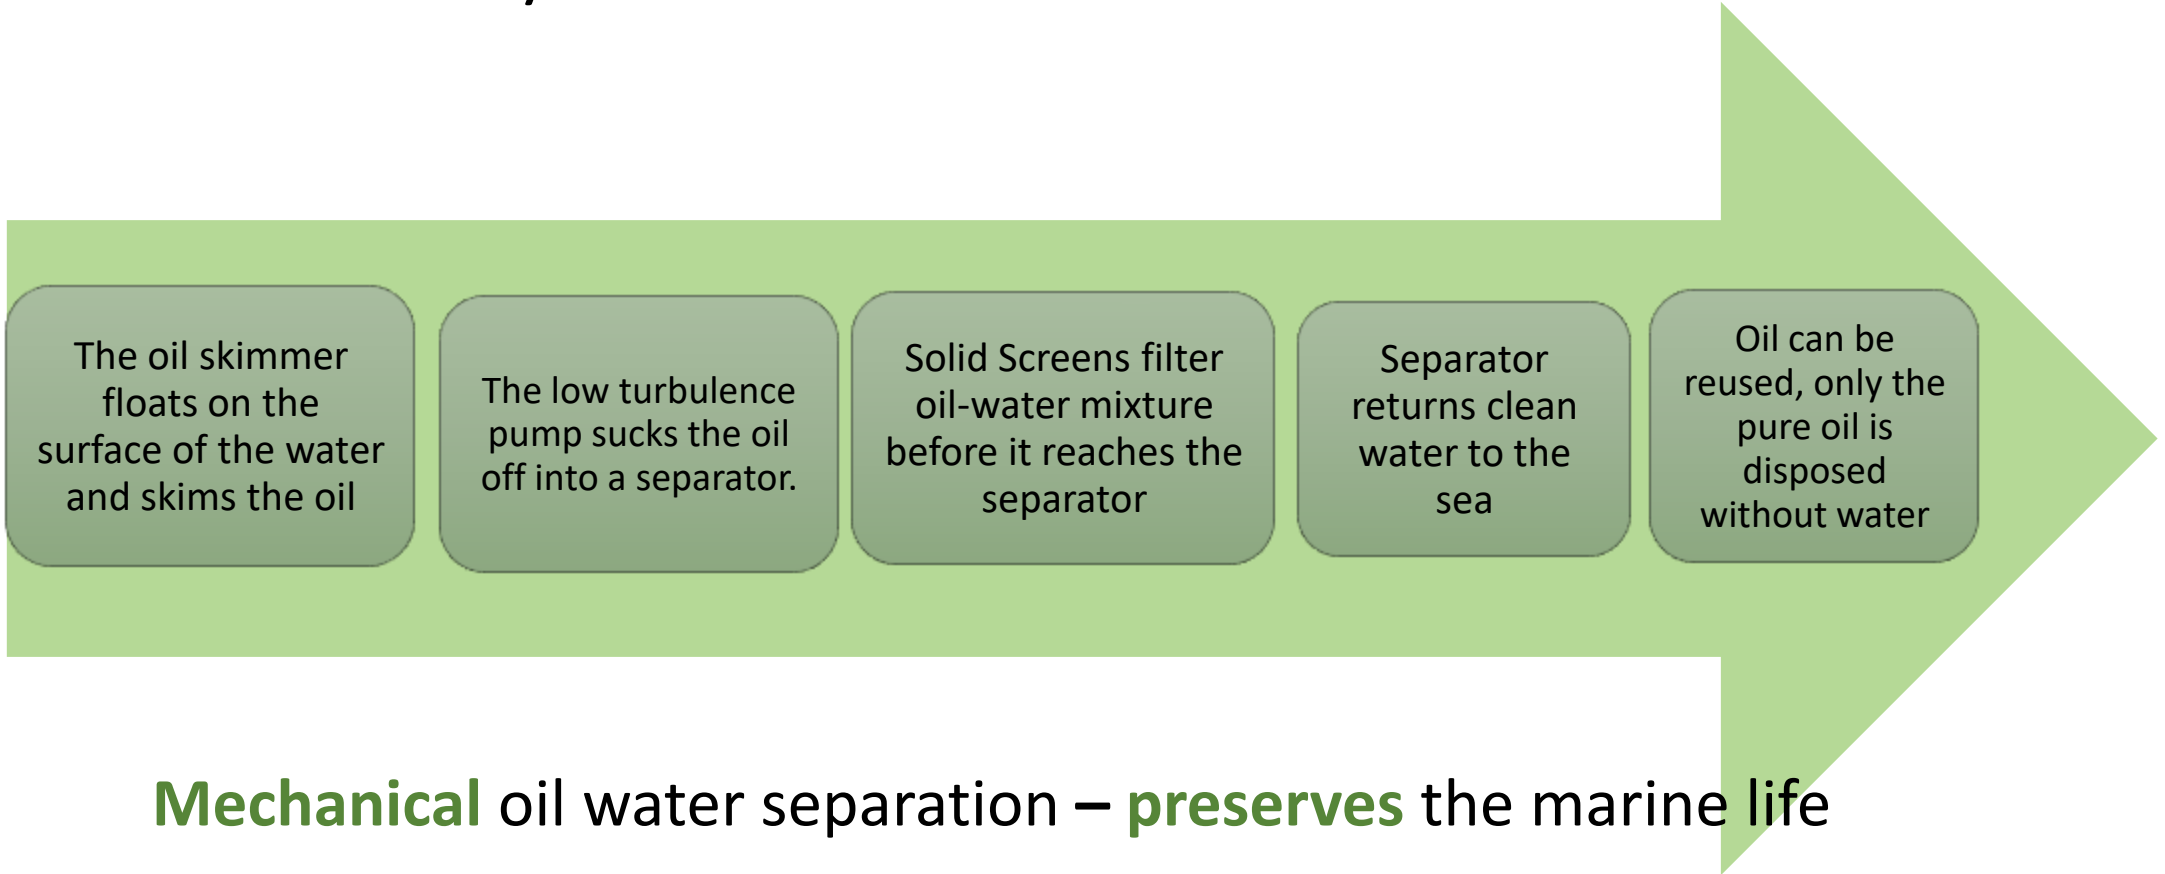 The oil skimmer
floats on the
surface of the water
and skims the oil
The low turbulence
pump sucks the oil
off into a separator.
Solid Screens filter
oil-water mixture
before it reaches the
separator
Separator
returns clean
water to the
sea
Oil can be
reused, only the
pure oil is
disposed
without water
Mechanical oil water separation – preserves the marine life